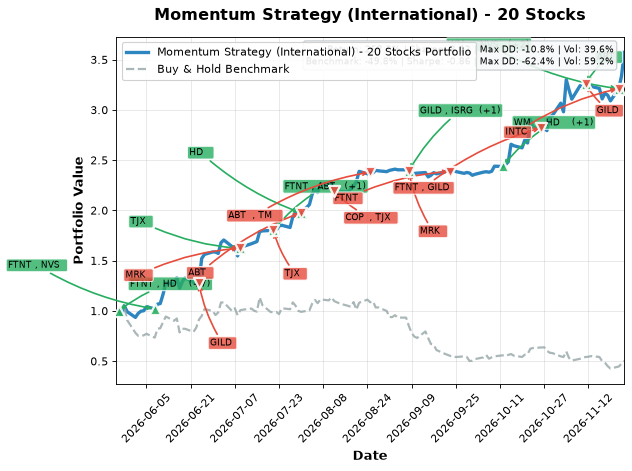 Momentum Strategy (International) - 20 Stocks
Momentum Strategy (International) - 20 Stocks Portfolio
Buy & Hold Benchmark
Max DD: -10.8% | Vol: 39.6%
Max DD: -62.4% | Vol: 59.2%
Benchmark: -49.8% | Sharpe: -0.86
Portfolio Value
3.5
3.0
2.5
2.0
1.5
1.0
0.5
GILD , ISRG (+1)
GILD
WM
HD (+1)
INTC
HD
FTNT , ABT (+1)
FTNT , GILD
FTNT
ABT , TM
COP , TJX
TJX
MRK
FTNT , NVS
MRK
ABT
TJX
FTNT , HD
GILD
2026-06-05
2026-06-21
2026-07-07
2026-07-23
2026-08-08
2026-08-24
2026-09-09
2026-09-25
2026-10-11
2026-10-27
2026-11-12
Date